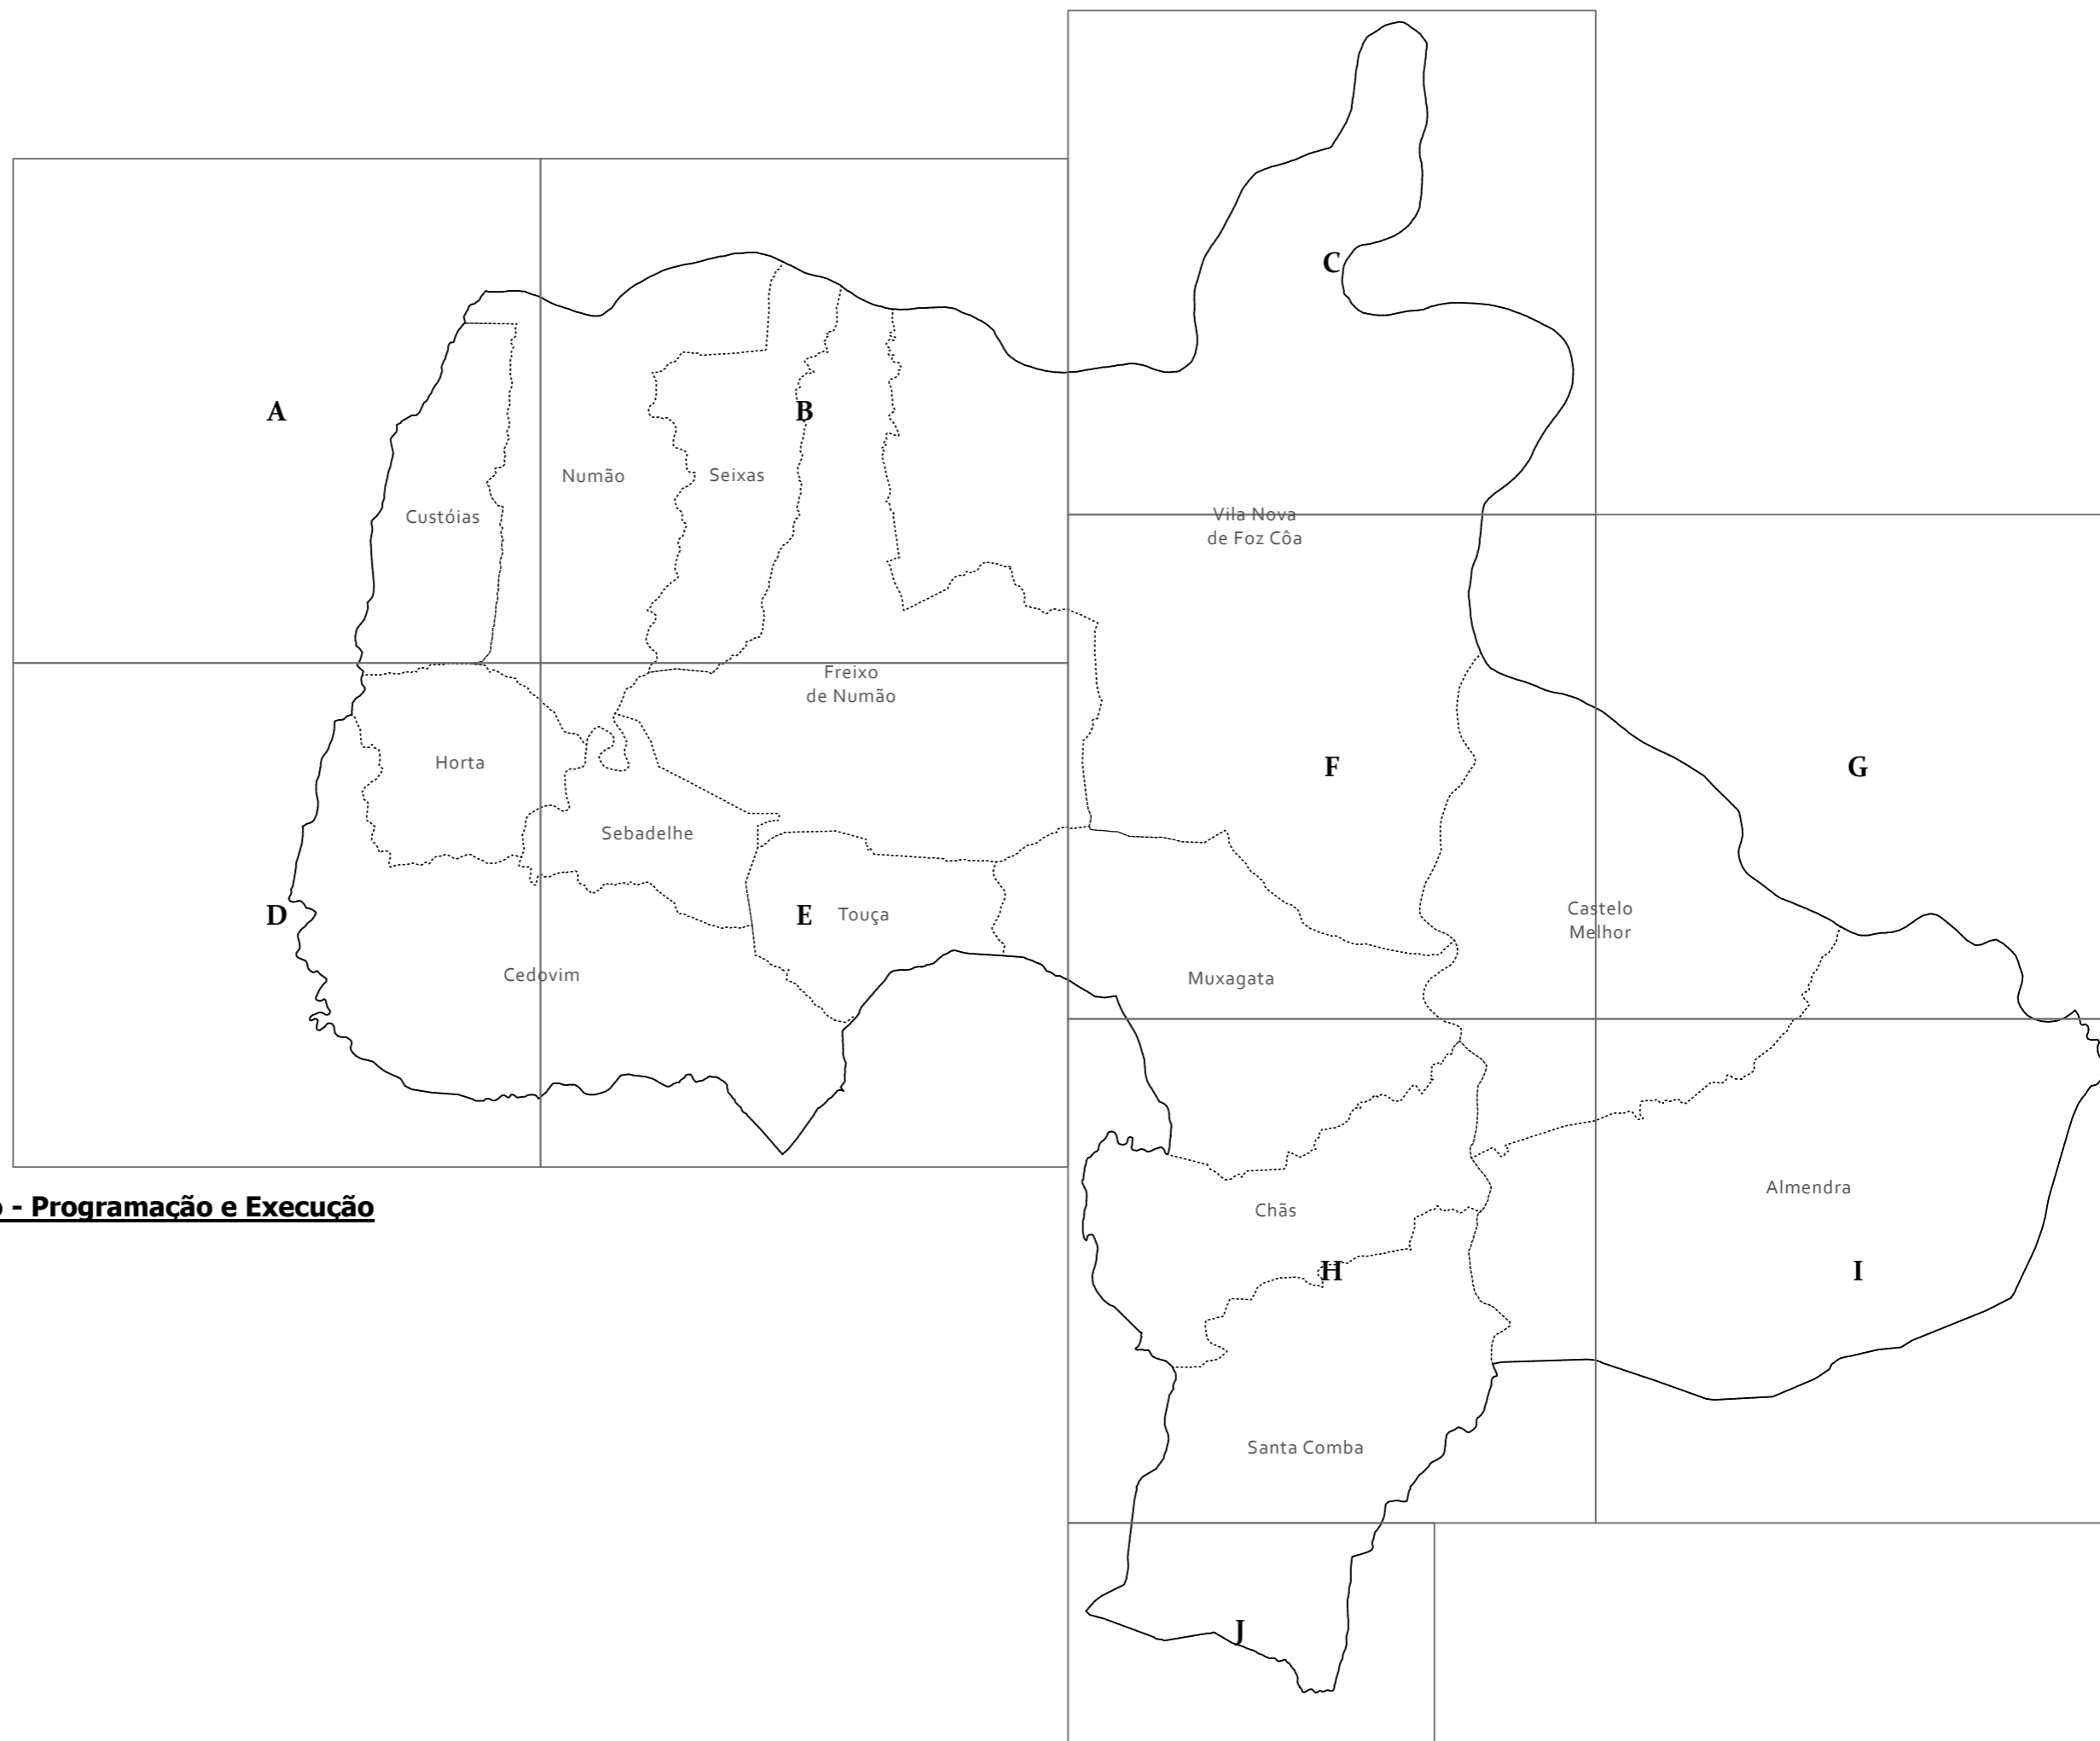 C
A
B
Numão
Seixas
Custóias
Vila Nova
de Foz Côa
Freixo
de Numão
Horta
F
G
Sebadelhe
D
E
Touça
Castelo
Melhor
Cedovim
Muxagata
Almendra
- Programação e Execução
Chãs
H
I
Santa Comba
J